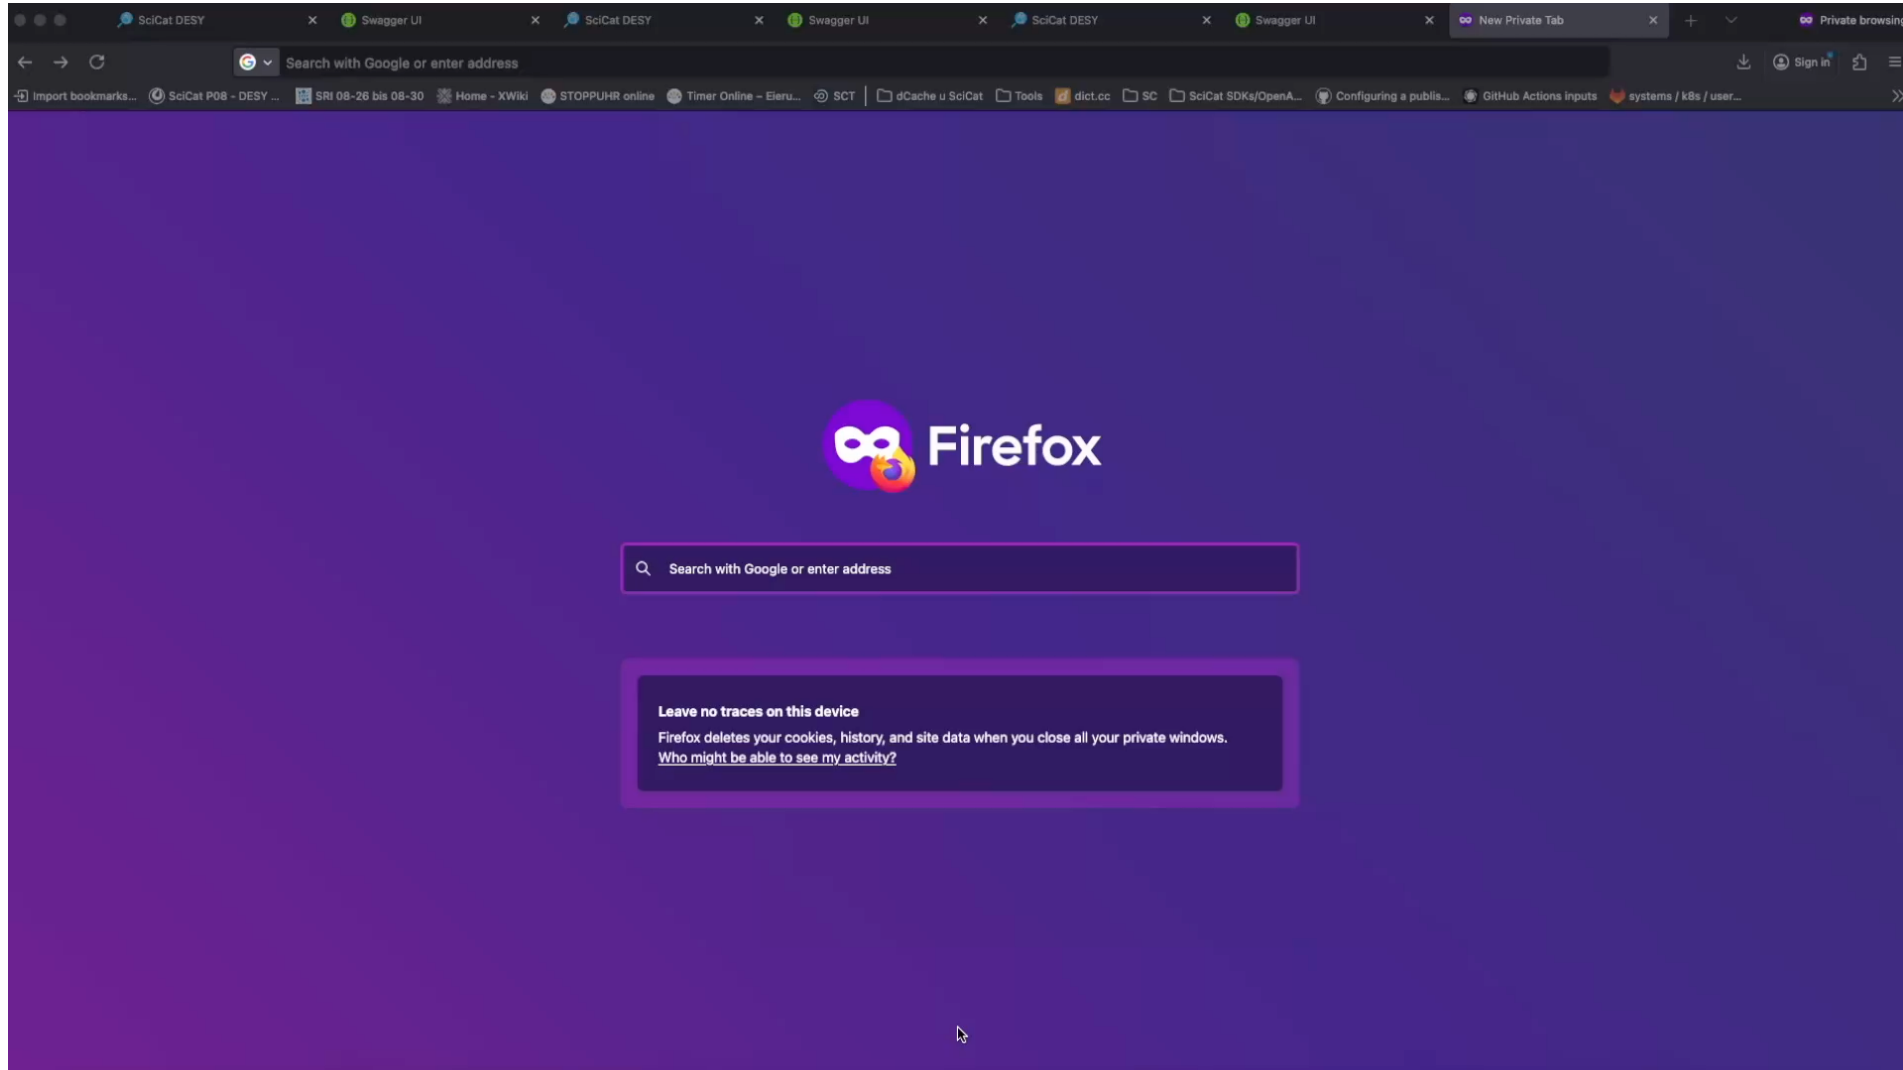 SciCat DESY Swagger UI SciCat DESY Swagger UI SciCat DESY Swagger UI New Private Tab Private browsing
Search with Google or enter address Sign in
Import bookmarks... SciCat P08 - DESY ... SRI 08-26 bis 08-30 Home - XWiki STOPPUHR online Timer Online – Eieru... SCT dCache u SciCat Tools dict.cc SC SciCat SDKs/OpenA... Configuring a publis... GitHub Actions inputs systems / k8s / user...
Firefox
Search with Google or enter address
Leave no traces on this device
Firefox deletes your cookies, history, and site data when you close all your private windows.
Who might be able to see my activity?